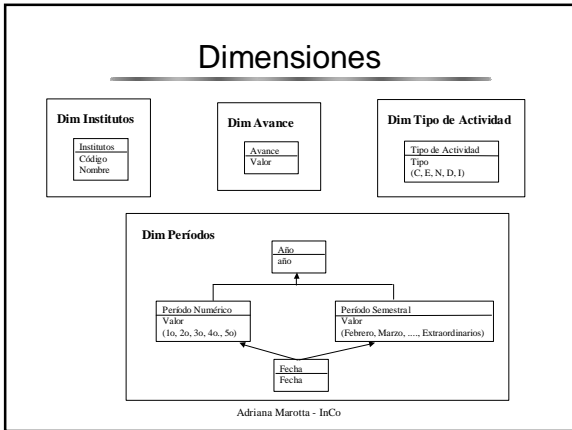 Dimensiones
Dim Institutos
Institutos
Código
Nombre
Dim Avance
Avance
Valor
Dim Tipo de Actividad
Tipo de Actividad
Tipo
(C, E, N, D, I)
Dim Períodos
Año
año
Período Numérico
Valor
(1o, 2o, 3o, 4o., 5o)
Período Semestral
Valor
(Febrero, Marzo, ...., Extraordinarios)
Fecha
Fecha
Adriana Marotta - InCo